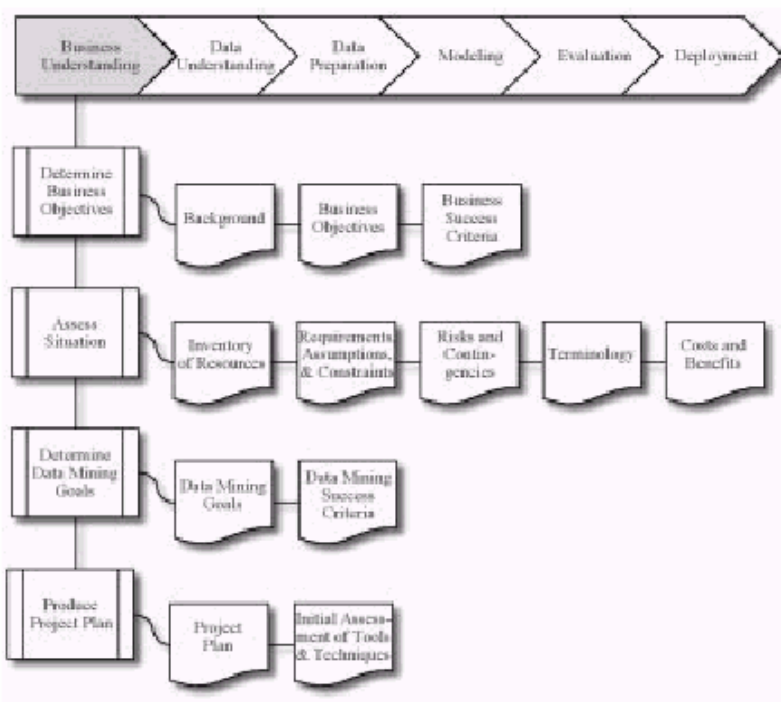 Business
Understanding
Data
Understanding
Data
Preparation
Modeling
Evaluation
Deployment
Determine
Business
Objectives
Background
Business
Objectives
Business
Success
Criteria
Assess
Situation
Inventory
of Resources
Requirements,
Assumptions,
& Constraints
Risks and
Contin-
gencies
Terminology
Costs and
Benefits
Determine
Data Mining
Goals
Data Mining
Goals
Data Mining
Success
Criteria
Produce
Project Plan
Project
Plan
Initial Assess-
ment of Tools
& Techniques